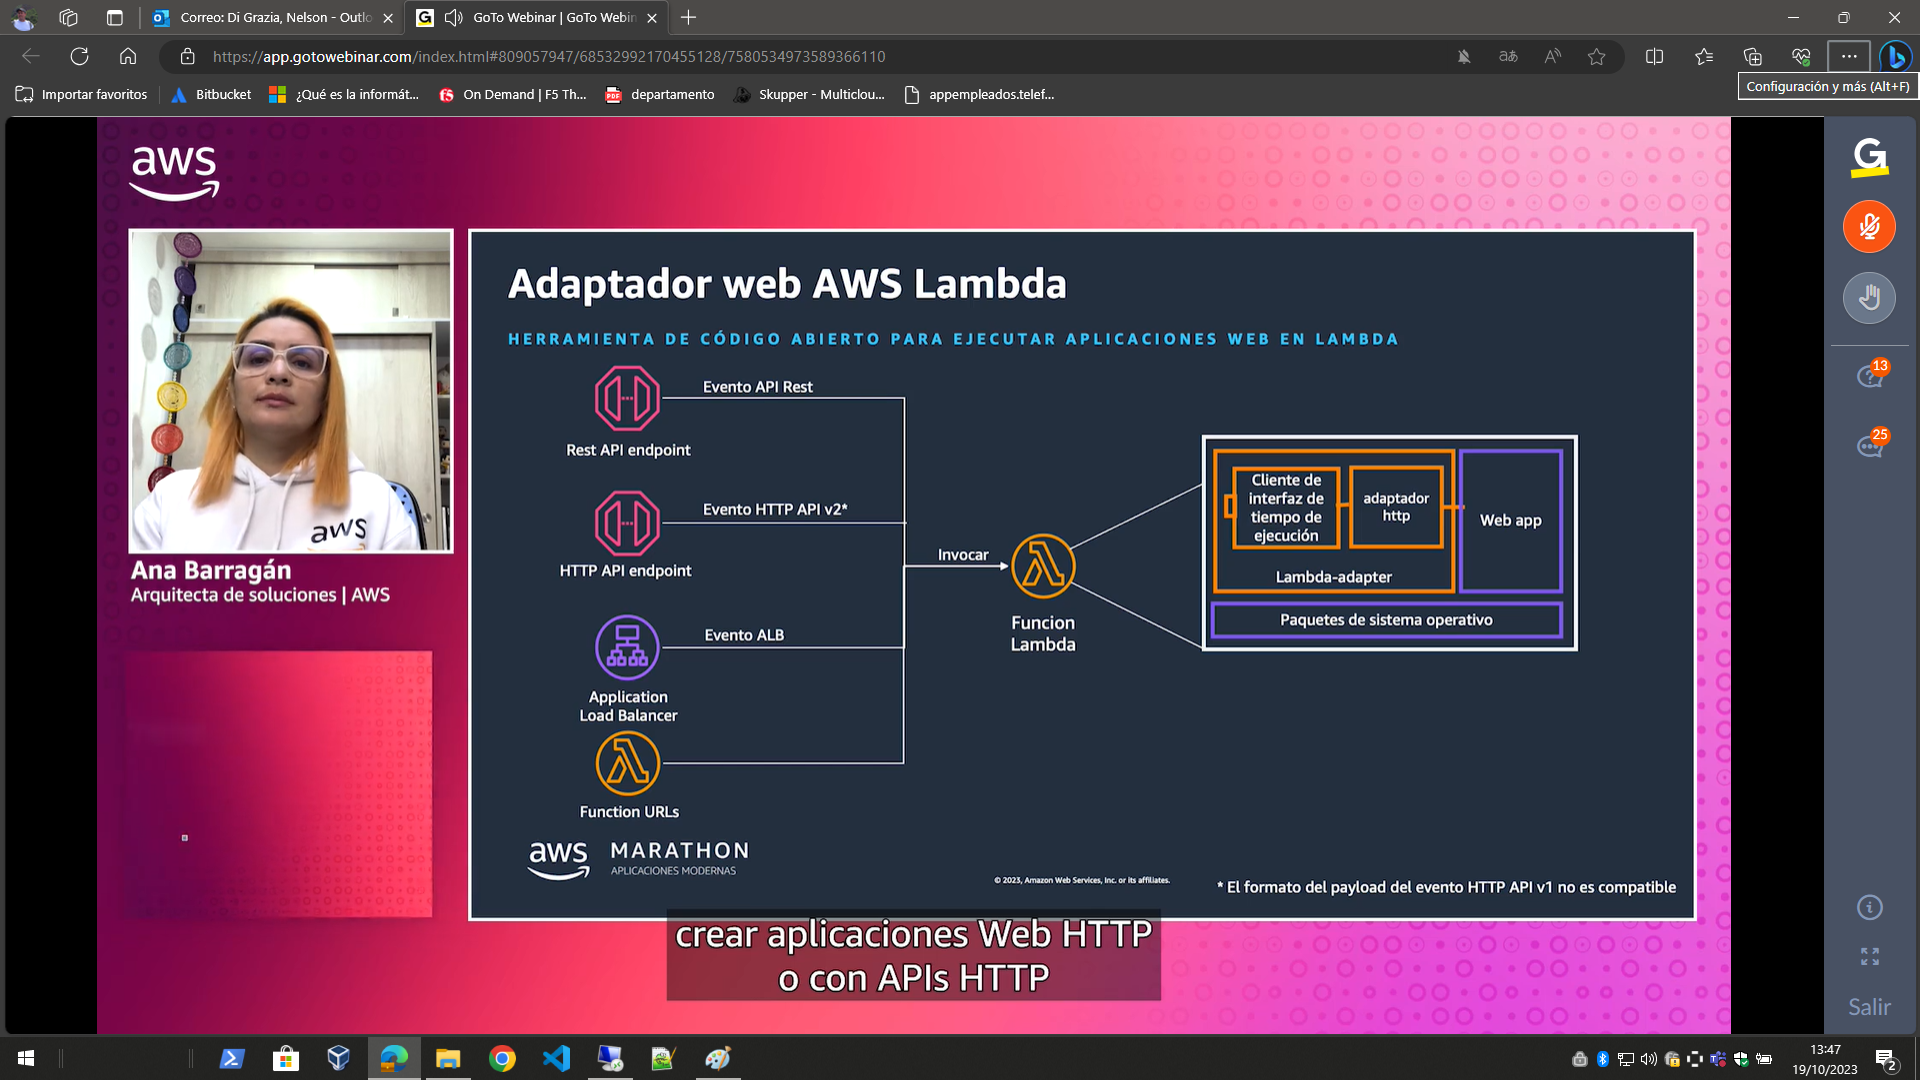 Correo: Di Grazia, Nelson - Outlo
GoTo Webinar | GoTo Webin
https://app.gotowebinar.com/index.html#809057947/68532992170455128/7580534973589366110
Importar favoritos
Bitbucket
¿Qué es la informát...
On Demand | F5 Th...
departamento
Skupper - Multiclou...
appempleados.telef...
Configuración y más (Alt+F)
aws
Adaptador web AWS Lambda
HERRAMIENTA DE CÓDIGO ABIERTO PARA EJECUTAR APLICACIONES WEB EN LAMBDA
Evento API Rest
Rest API endpoint
Evento HTTP API v2*
HTTP API endpoint
Evento ALB
Application
Load Balancer
Function URLs
Invocar
Funcion
Lambda
Cliente de
interfaz de
tiempo de
ejecución
adaptador
http
Lambda-adapter
Web app
Paquetes de sistema operativo
aws
Ana Barragán
Arquitecta de soluciones | AWS
aws
MARATHON
APLICACIONES MODERNAS
© 2023, Amazon Web Services, Inc. or its affiliates.
* El formato del payload del evento HTTP API v1 no es compatible
crear aplicaciones Web HTTP
o con APIs HTTP
G
13
25
Salir
13:47
19/10/2023
2